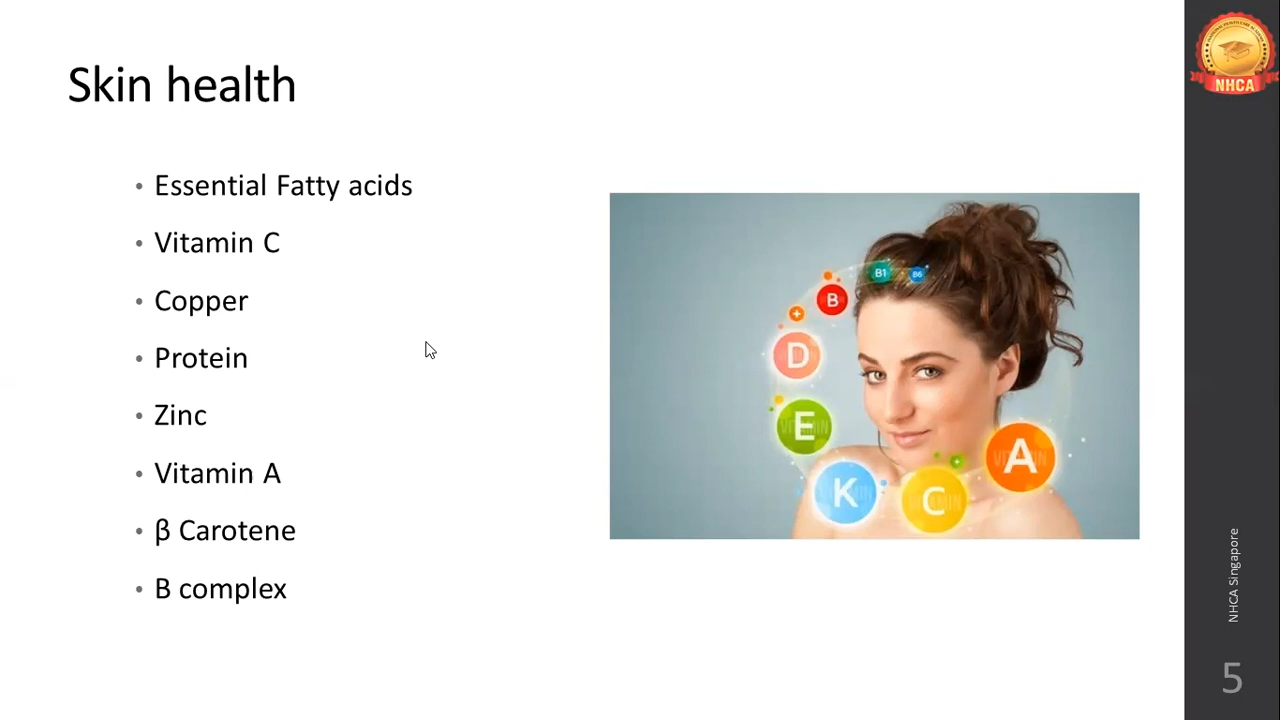 Skin health
• Essential Fatty acids
• Vitamin C
• Copper
• Protein
• Zinc
• Vitamin A
• β Carotene
• B complex
B1
B6
B
D
E
K
C
A
NHCA
NHCA Singapore
5